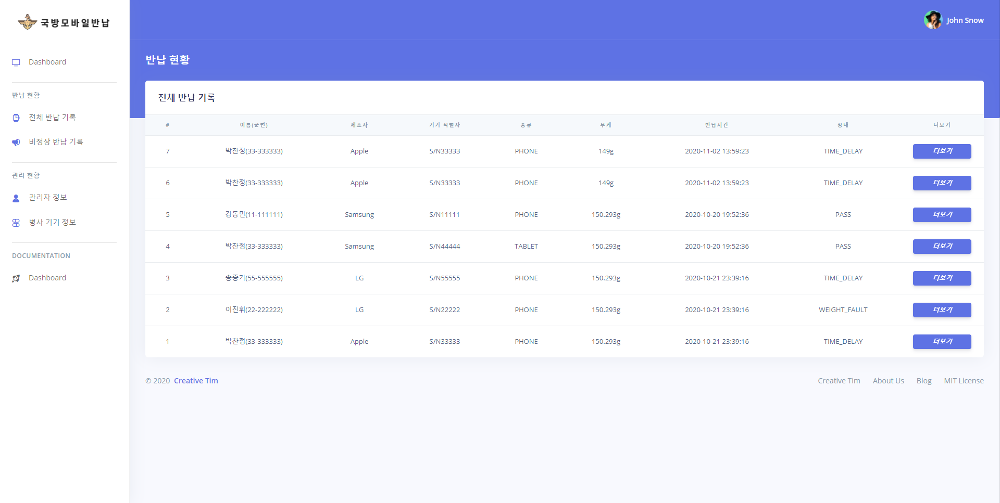 국방모바일반납
John Snow
Dashboard
반납 현황
전체 반납 기록
비정상 반납 기록
관리 현황
관리자 정보
병사 기기 정보
DOCUMENTATION
Dashboard
반납 현황
전체 반납 기록
# 이름(군번) 제조사 기기 식별자 종류 무게 반납시간 상태 더보기
7 박찬정(33-333333) Apple S/N33333 PHONE 149g 2020-11-02 13:59:23 TIME_DELAY 더보기
6 박찬정(33-333333) Apple S/N33333 PHONE 149g 2020-11-02 13:59:23 TIME_DELAY 더보기
5 강동민(11-111111) Samsung S/N11111 PHONE 150.293g 2020-10-20 19:52:36 PASS 더보기
4 박찬정(33-333333) Samsung S/N44444 TABLET 150.293g 2020-10-20 19:52:36 PASS 더보기
3 송중기(55-555555) LG S/N55555 PHONE 150.293g 2020-10-21 23:39:16 TIME_DELAY 더보기
2 이진휘(22-222222) LG S/N22222 PHONE 150.293g 2020-10-21 23:39:16 WEIGHT_FAULT 더보기
1 박찬정(33-333333) Apple S/N33333 PHONE 150.293g 2020-10-21 23:39:16 TIME_DELAY 더보기
© 2020 Creative Tim
Creative Tim About Us Blog MIT License